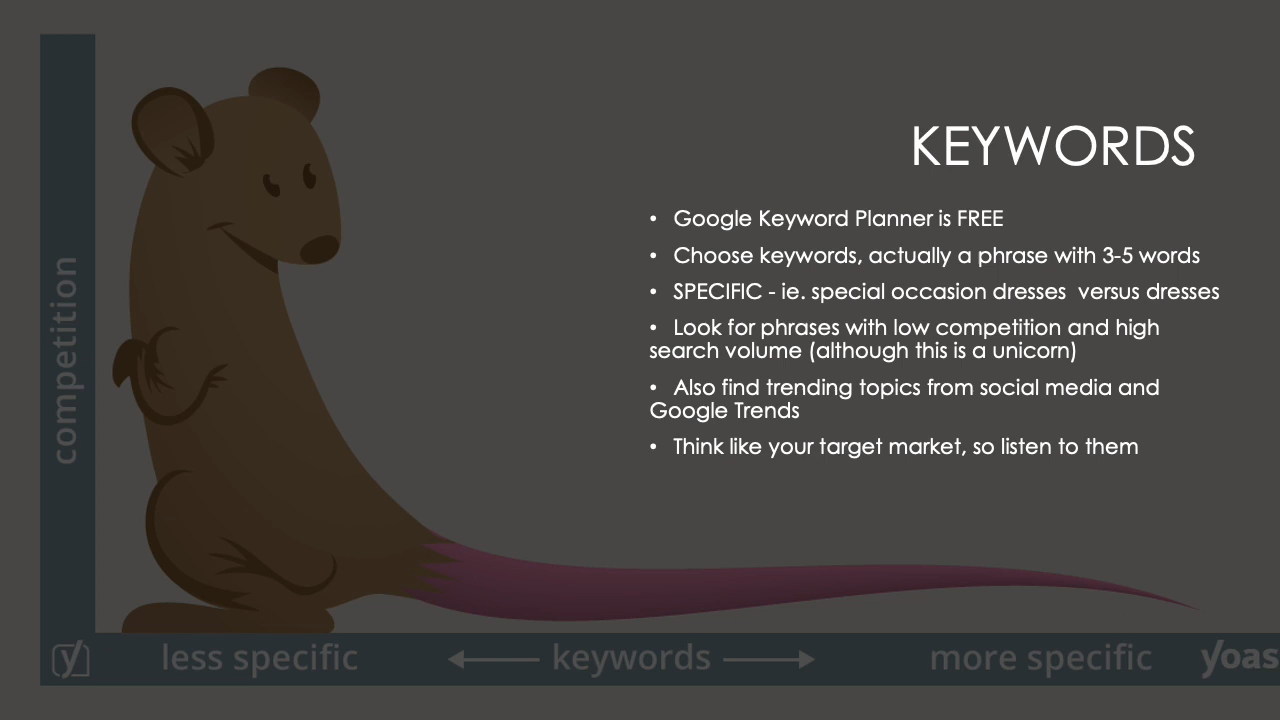 KEYWORDS
• Google Keyword Planner is FREE
• Choose keywords, actually a phrase with 3-5 words
• SPECIFIC - ie. special occasion dresses  versus dresses
• Look for phrases with low competition and high
search volume (although this is a unicorn)
• Also find trending topics from social media and
Google Trends
• Think like your target market, so listen to them
competition
y less specific keywords more specific yoas